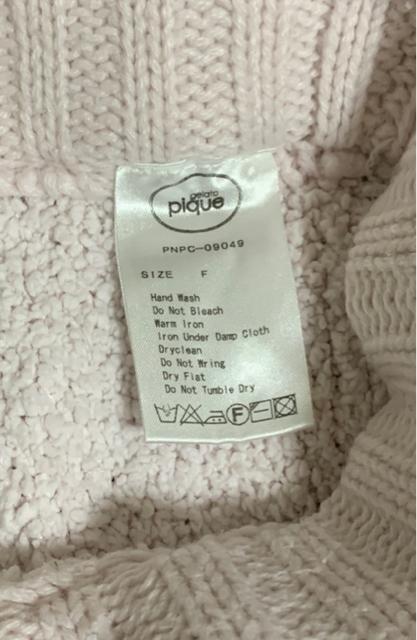 gelato
pique
PNPC-09049
SIZE F
Hand Wash
Do Not Bleach
Warm Iron
Iron Under Damp Cloth
Dryclean
Do Not Wring
Dry Flat
Do Not Tumble Dry
F